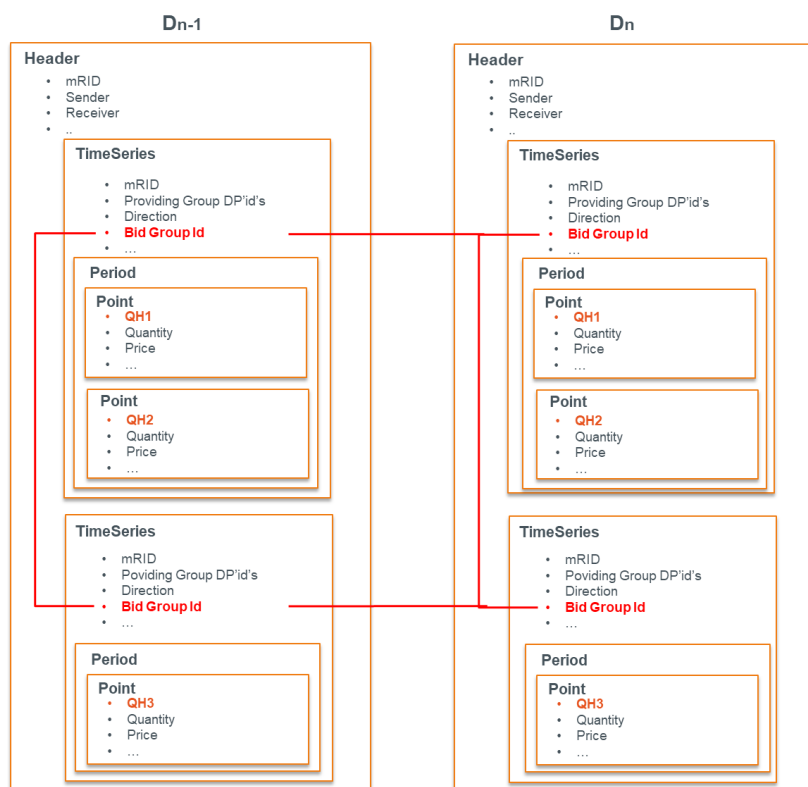 Dn-1
Header
• mRID
• Sender
• Receiver
• ..
TimeSeries
• mRID
• Providing Group DP'id's
• Direction
• Bid Group Id
• ...
Period
Point
• QH1
• Quantity
• Price
• ...
Point
• QH2
• Quantity
• Price
• ...
TimeSeries
• mRID
• Poviding Group DP'id's
• Direction
• Bid Group Id
• ...
Period
Point
• QH3
• Quantity
• Price
• ...
Dn
Header
• mRID
• Sender
• Receiver
• ..
TimeSeries
• mRID
• Providing Group DP'id's
• Direction
• Bid Group Id
• ...
Period
Point
• QH1
• Quantity
• Price
• ...
Point
• QH2
• Quantity
• Price
• ...
TimeSeries
• mRID
• Poviding Group DP'id's
• Direction
• Bid Group Id
• ...
Period
Point
• QH3
• Quantity
• Price
• ...